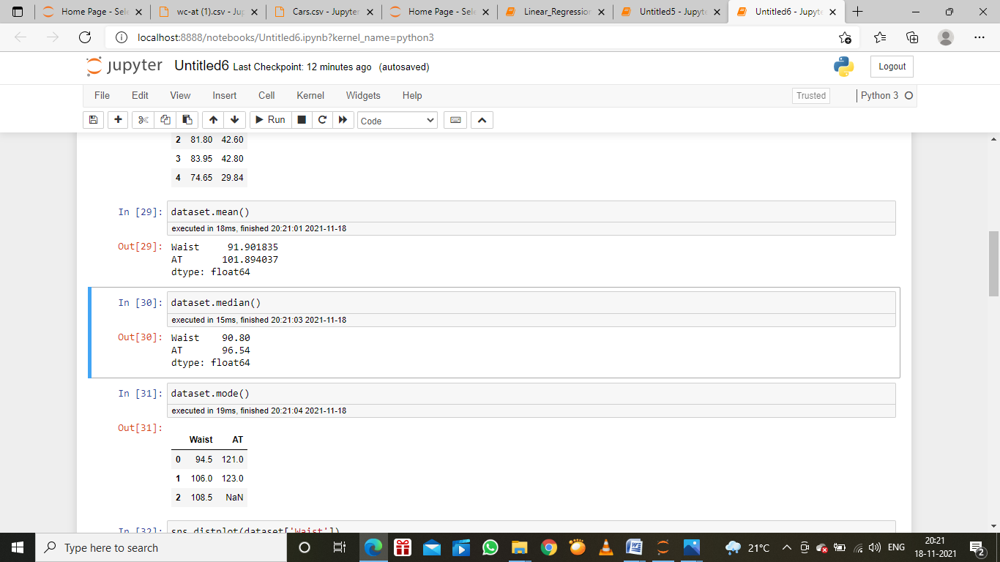 Home Page - Sele
wc-at (1).csv - Jup
Cars.csv - Jupyter
Home Page - Sele
Linear_Regression
Untitled5 - Jupyte
Untitled6 - Jupyte
localhost:8888/notebooks/Untitled6.ipynb?kernel_name=python3
jupyter Untitled6 Last Checkpoint: 12 minutes ago (autosaved)
Logout
File Edit View Insert Cell Kernel Widgets Help
Trusted
Python 3
Run
Code
2 81.80 42.60
3 83.95 42.80
4 74.65 29.84
In [29]: dataset.mean()
executed in 18ms, finished 20:21:01 2021-11-18
Out[29]: Waist 91.901835
AT 101.894037
dtype: float64
In [30]: dataset.median()
executed in 15ms, finished 20:21:03 2021-11-18
Out[30]: Waist 90.80
AT 96.54
dtype: float64
In [31]: dataset.mode()
executed in 19ms, finished 20:21:04 2021-11-18
Out[31]:
Waist AT
0 94.5 121.0
1 106.0 123.0
2 108.5 NaN
In [32]: sns.distplot(dataset['Waist'])
Type here to search
21°C
ENG
20:21
18-11-2021
2